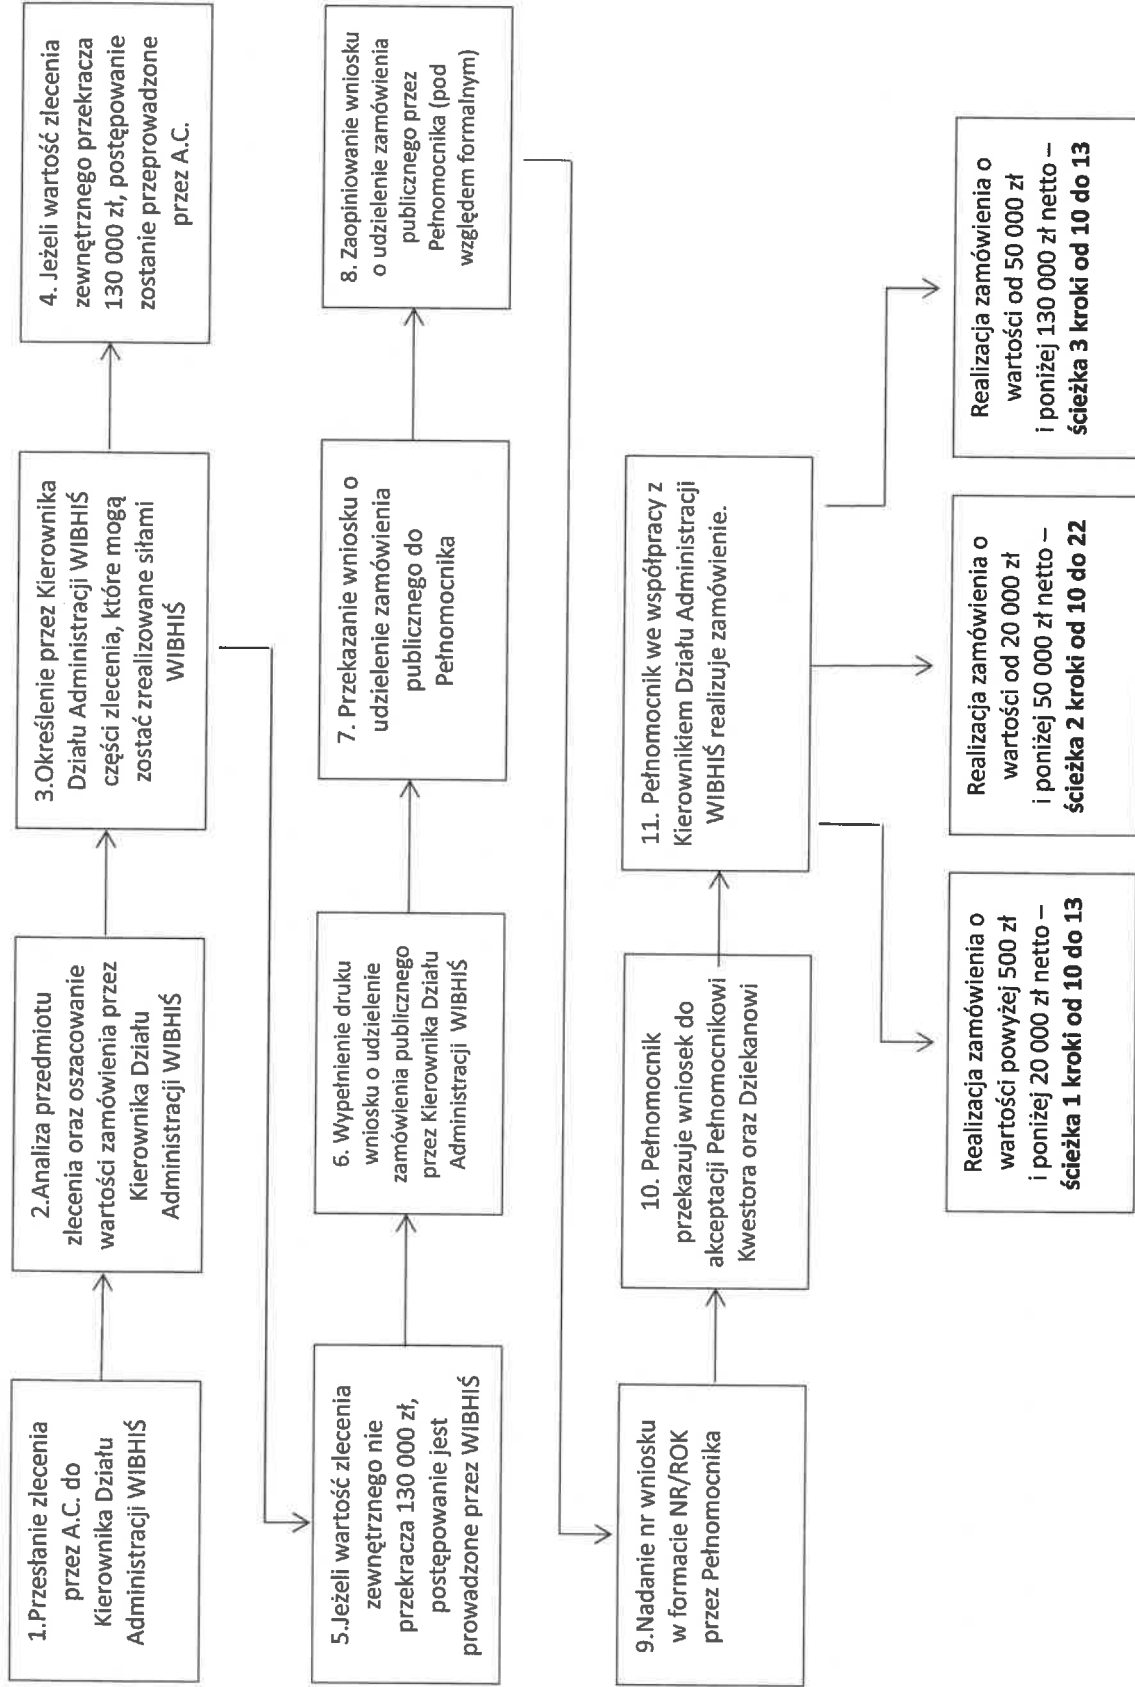 1.Przesłanie zlecenia
przez A.C. do
Kierownika Działu
Administracji WIBHIŚ
2.Analiza przedmiotu
zlecenia oraz oszacowanie
wartości zamówienia przez
Kierownika Działu
Administracji WIBHIŚ
3.Określenie przez Kierownika
Działu Administracji WIBHIŚ
części zlecenia, które mogą
zostać zrealizowane siłami
WIBHIŚ
4. Jeżeli wartość zlecenia
zewnętrznego przekracza
130 000 zł, postępowanie
zostanie przeprowadzone
przez A.C.
5.Jeżeli wartość zlecenia
zewnętrznego nie
przekracza 130 000 zł,
postępowanie jest
prowadzone przez WIBHIŚ
6. Wypełnienie druku
wniosku o udzielenie
zamówienia publicznego
przez Kierownika Działu
Administracji WIBHIŚ
7. Przekazanie wniosku o
udzielenie zamówienia
publicznego do
Pełnomocnika
8. Zaopiniowanie wniosku
o udzielenie zamówienia
publicznego przez
Pełnomocnika (pod
względem formalnym)
9.Nadanie nr wniosku
w formacie NR/ROK
przez Pełnomocnika
10. Pełnomocnik
przekazuje wniosek do
akceptacji Pełnomocnikowi
Kwestora oraz Dziekanowi
11. Pełnomocnik we współpracy z
Kierownikiem Działu Administracji
WIBHIŚ realizuje zamówienie.
Realizacja zamówienia o
wartości powyżej 500 zł
i poniżej 20 000 zł netto –
ścieżka 1 kroki od 10 do 13
Realizacja zamówienia o
wartości od 20 000 zł
i poniżej 50 000 zł netto –
ścieżka 2 kroki od 10 do 22
Realizacja zamówienia o
wartości od 50 000 zł
i poniżej 130 000 zł netto –
ścieżka 3 kroki od 10 do 13